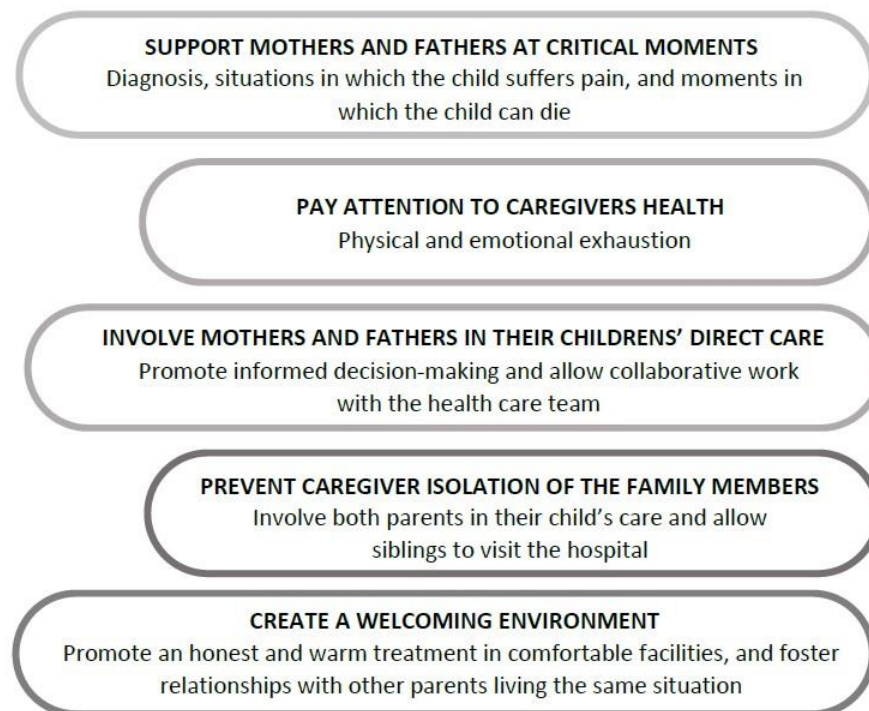 SUPPORT MOTHERS AND FATHERS AT CRITICAL MOMENTS
Diagnosis, situations in which the child suffers pain, and moments in
which the child can die
PAY ATTENTION TO CAREGIVERS HEALTH
Physical and emotional exhaustion
INVOLVE MOTHERS AND FATHERS IN THEIR CHILDRENS’ DIRECT CARE
Promote informed decision-making and allow collaborative work
with the health care team
PREVENT CAREGIVER ISOLATION OF THE FAMILY MEMBERS
Involve both parents in their child’s care and allow
siblings to visit the hospital
CREATE A WELCOMING ENVIRONMENT
Promote an honest and warm treatment in comfortable facilities, and foster
relationships with other parents living the same situation